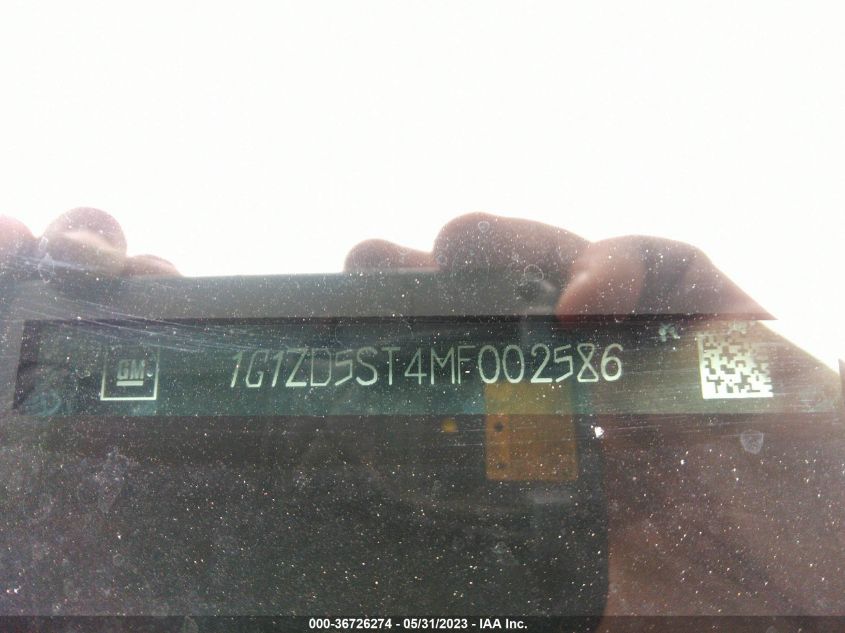 GM
1G1ZD5ST4MF002586
000-36726274 - 05/31/2023 - IAA Inc.